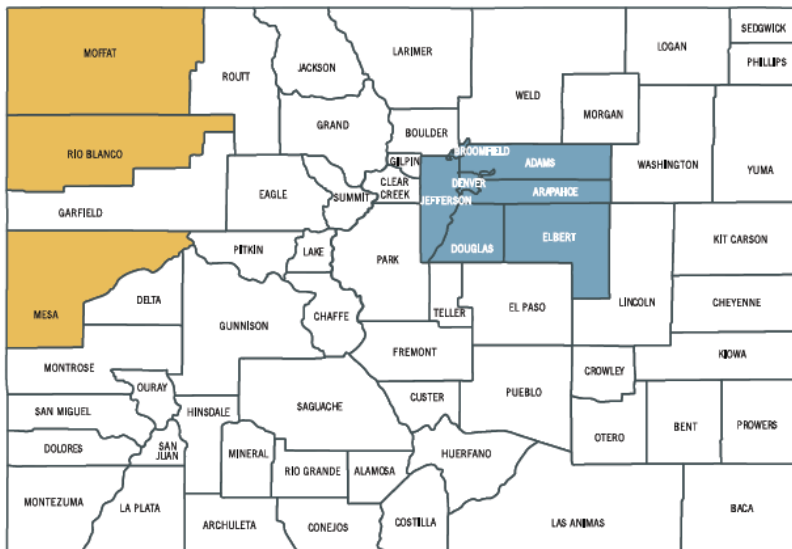 SEDGWICK
LOGAN
MOFFAT
LARIMER
PHILLIPS
JACKSON
ROUTT
WELD
MORGAN
GRAND
BOULDER
BROOMFIELD
RIO BLANCO
GILPIN
ADAMS
WASHINGTON
YUMA
CLEAR
CREEK
DENVER
EAGLE
SUMMIT
JEFFERSON
ARAPAHOE
GARFIELD
KIT CARSON
ELBERT
PITKIN
LAKE
DOUGLAS
PARK
DELTA
LINCOLN
CHEYENNE
MESA
TELLER
EL PASO
CHAFFE
GUNNISON
FREMONT
KIOWA
MONTROSE
CROWLEY
OURAY
CUSTER
PUEBLO
SAN MIGUEL
HINSDALE
SAGUACHE
BENT
PROWERS
OTERO
DOLORES
SAN
JUAN
MINERAL
HUERFANO
RIO GRANDE
ALAMOSA
MONTEZUMA
LA PLATA
BACA
COSTILLA
LAS ANIMAS
ARCHULETA
CONEJOS